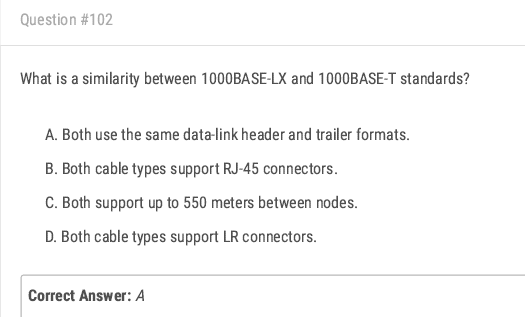 Question #102
What is a similarity between 1000BASE-LX and 1000BASE-T standards?
A. Both use the same data-link header and trailer formats.
B. Both cable types support RJ-45 connectors.
C. Both support up to 550 meters between nodes.
D. Both cable types support LR connectors.
Correct Answer: A